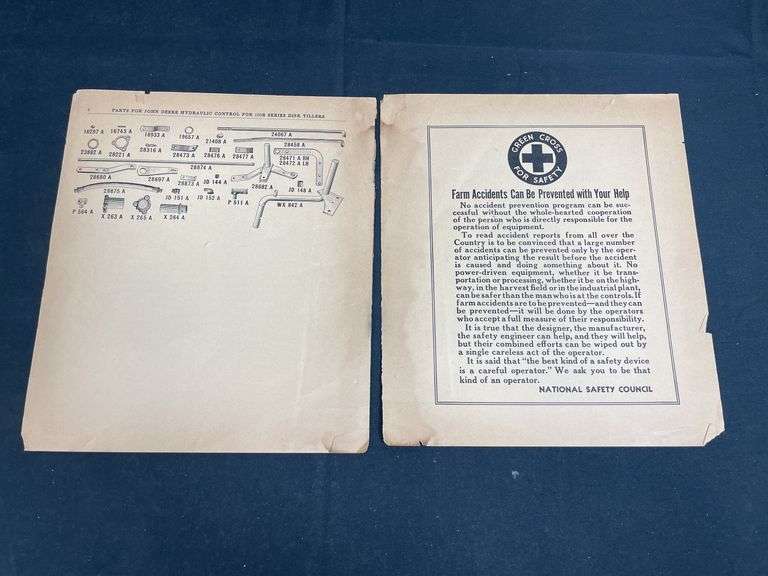 PARTS FOR JOHN DEERE HYDRAULIC CONTROL FOR 1100 SERIES DISK TILLERS
16297 A 16745 A 18933 A 19657 A 21408 A 24067 A
23982 A 28221 A 28316 A 28473 A 28476 A 28477 A 28458 A
28471 A RH
28472 A LH
28680 A 28697 A 28874 A
28875 A 28873 A JD 144 A 28682 A JD 148 A
JD 151 A JD 152 A P 511 A WX 842 A
P 564 A X 263 A X 265 A X 264 A
GREEN CROSS
FOR SAFETY
Farm Accidents Can Be Prevented with Your Help
No accident prevention program can be suc-
cessful without the whole-hearted cooperation
of the person who is directly responsible for the
operation of equipment.
To read accident reports from all over the
Country is to be convinced that a large number
of accidents can be prevented only by the oper-
ator anticipating the result before the accident
is caused and doing something about it. No
power-driven equipment, whether it be trans-
portation or processing, whether it be on the high-
way, in the harvest field or in the industrial plant,
can be safer than the man who is at the controls. If
farm accidents are to be prevented—and they can
be prevented—it will be done by the operators
who accept a full measure of their responsibility.
It is true that the designer, the manufacturer,
the safety engineer can help, and they will help,
but their combined efforts can be wiped out by
a single careless act of the operator.
It is said that "the best kind of a safety device
is a careful operator." We ask you to be that
kind of an operator.
NATIONAL SAFETY COUNCIL